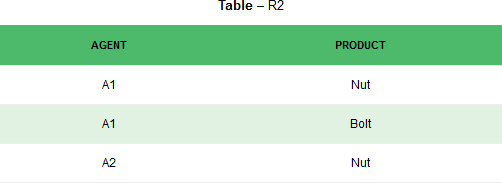 Table – R2
AGENT PRODUCT
A1 Nut
A1 Bolt
A2 Nut